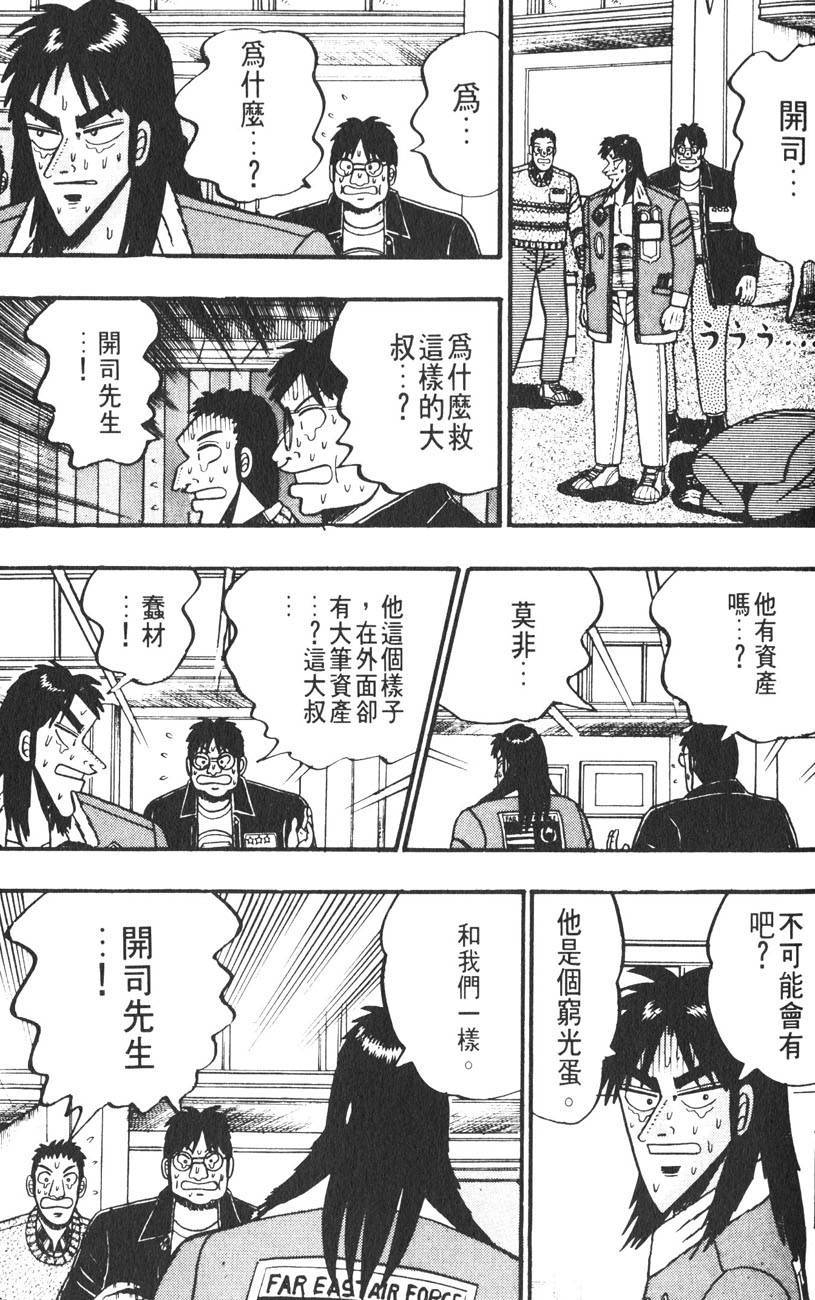 開司…
うううう…
爲…
爲什麼…?
爲什麼救
這樣的大
叔…?
開司先生
…!
他有資產
嗎…?
莫非…
他這個樣子
，在外面卻
有大筆資產
…?這大叔
…
蠢材
…!
不可能會有
吧?
他是個窮光蛋。
和我們一樣。
開司先生
…!
FAR EAST AIR FORCE